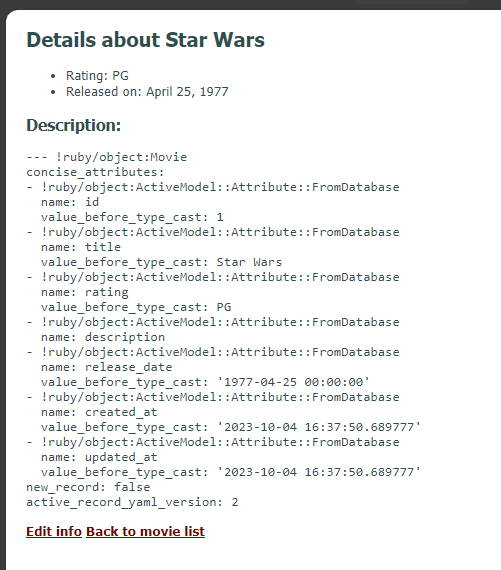 Details about Star Wars
• Rating: PG
• Released on: April 25, 1977
Description:
--- !ruby/object:Movie
concise_attributes:
- !ruby/object:ActiveModel::Attribute::FromDatabase
  name: id
  value_before_type_cast: 1
- !ruby/object:ActiveModel::Attribute::FromDatabase
  name: title
  value_before_type_cast: Star Wars
- !ruby/object:ActiveModel::Attribute::FromDatabase
  name: rating
  value_before_type_cast: PG
- !ruby/object:ActiveModel::Attribute::FromDatabase
  name: description
- !ruby/object:ActiveModel::Attribute::FromDatabase
  name: release_date
  value_before_type_cast: '1977-04-25 00:00:00'
- !ruby/object:ActiveModel::Attribute::FromDatabase
  name: created_at
  value_before_type_cast: '2023-10-04 16:37:50.689777'
- !ruby/object:ActiveModel::Attribute::FromDatabase
  name: updated_at
  value_before_type_cast: '2023-10-04 16:37:50.689777'
new_record: false
active_record_yaml_version: 2
Edit info Back to movie list